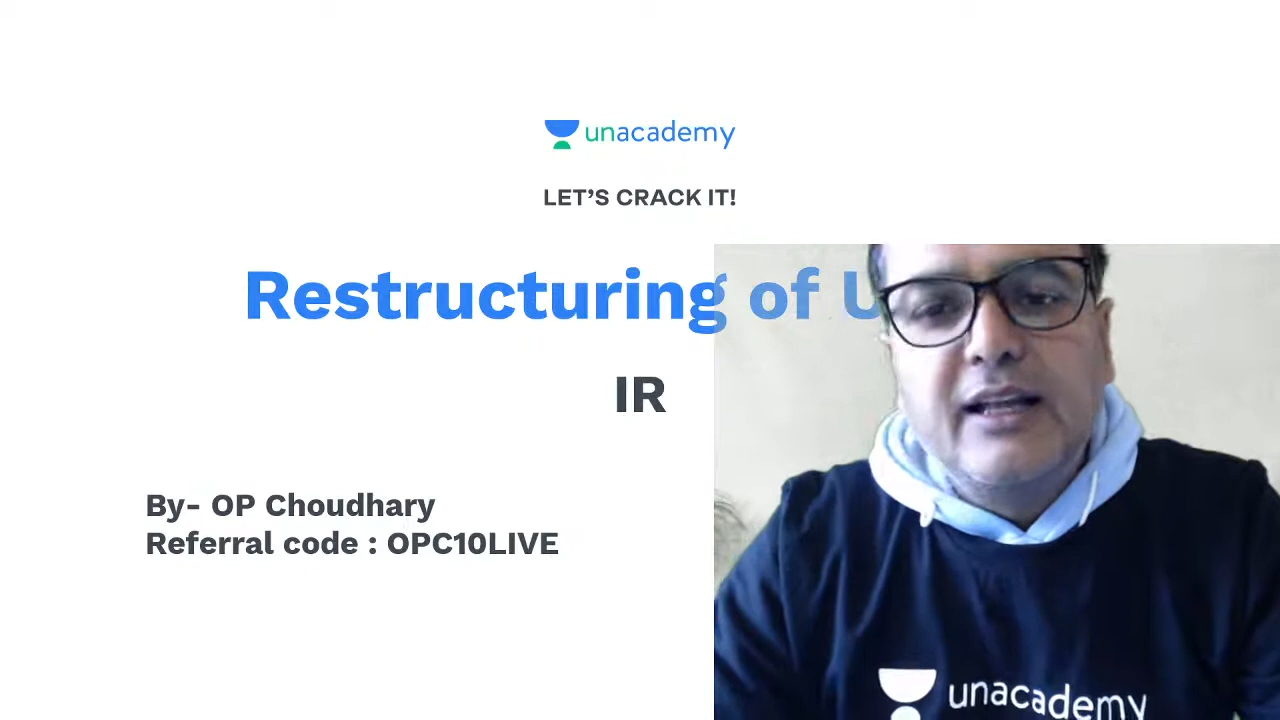 unacademy
LET'S CRACK IT!
Restructuring of
IR
By- OP Choudhary
Referral code : OPC10LIVE
unacademy